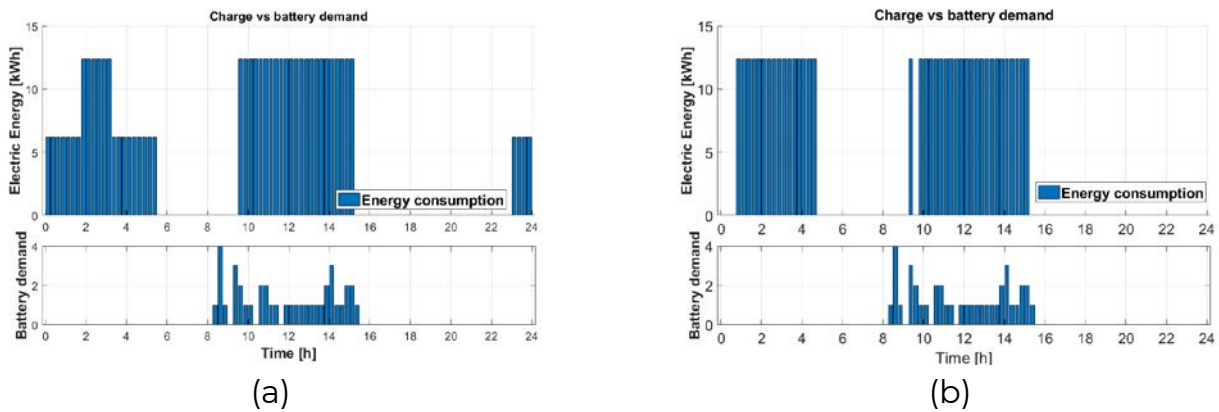 Charge vs battery demand
Electric Energy [kWh]
15
10
5
0
Energy consumption
0 2 4 6 8 10 12 14 16 18 20 22 24
Battery demand
4
2
0
0 2 4 6 8 10 12 14 16 18 20 22 24
Time [h]
(a)
Charge vs battery demand
Electric Energy [kWh]
15
10
5
0
Energy consumption
0 2 4 6 8 10 12 14 16 18 20 22 24
Battery demand
4
2
0
0 2 4 6 8 10 12 14 16 18 20 22 24
Time [h]
(b)